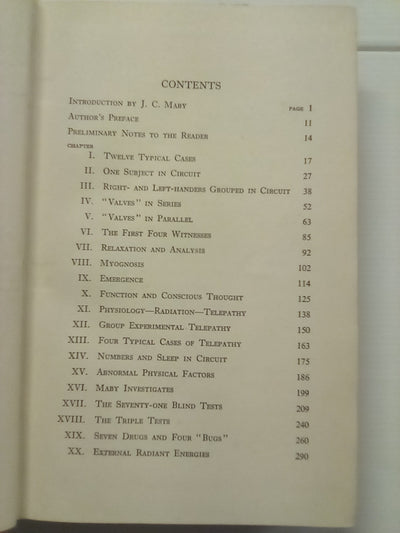 CONTENTS
INTRODUCTION BY J. C. MABY PAGE 1
AUTHOR'S PREFACE 11
PRELIMINARY NOTES TO THE READER 14
CHAPTER
I. TWELVE TYPICAL CASES 17
II. ONE SUBJECT IN CIRCUIT 27
III. RIGHT- AND LEFT-HANDERS GROUPED IN CIRCUIT 38
IV. "VALVES" IN SERIES 52
V. "VALVES" IN PARALLEL 63
VI. THE FIRST FOUR WITNESSES 85
VII. RELAXATION AND ANALYSIS 92
VIII. MYOGNOSIS 102
IX. EMERGENCE 114
X. FUNCTION AND CONSCIOUS THOUGHT 125
XI. PHYSIOLOGY—RADIATION—TELEPATHY 138
XII. GROUP EXPERIMENTAL TELEPATHY 150
XIII. FOUR TYPICAL CASES OF TELEPATHY 163
XIV. NUMBERS AND SLEEP IN CIRCUIT 175
XV. ABNORMAL PHYSICAL FACTORS 186
XVI. MABY INVESTIGATES 199
XVII. THE SEVENTY-ONE BLIND TESTS 209
XVIII. THE TRIPLE TESTS 240
XIX. SEVEN DRUGS AND FOUR "BUGS" 260
XX. EXTERNAL RADIANT ENERGIES 290